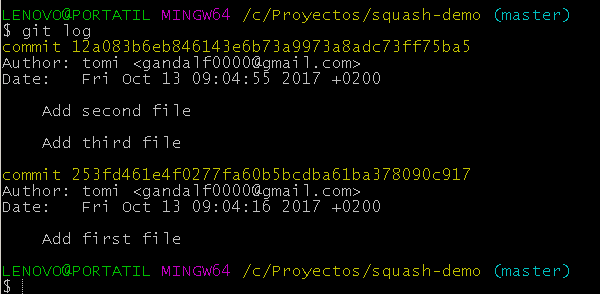 LENOVO@PORTATIL MINGW64 /c/Proyectos/squash-demo (master)
$ git log
commit 12a083b6eb846143e6b73a9973a8adc73ff75ba5
Author: tomi <gandalf0000@gmail.com>
Date:   Fri Oct 13 09:04:55 2017 +0200
    Add second file
    Add third file
commit 253fd461e4f0277fa60b5bcdba61ba378090c917
Author: tomi <gandalf0000@gmail.com>
Date:   Fri Oct 13 09:04:16 2017 +0200
    Add first file
LENOVO@PORTATIL MINGW64 /c/Proyectos/squash-demo (master)
$